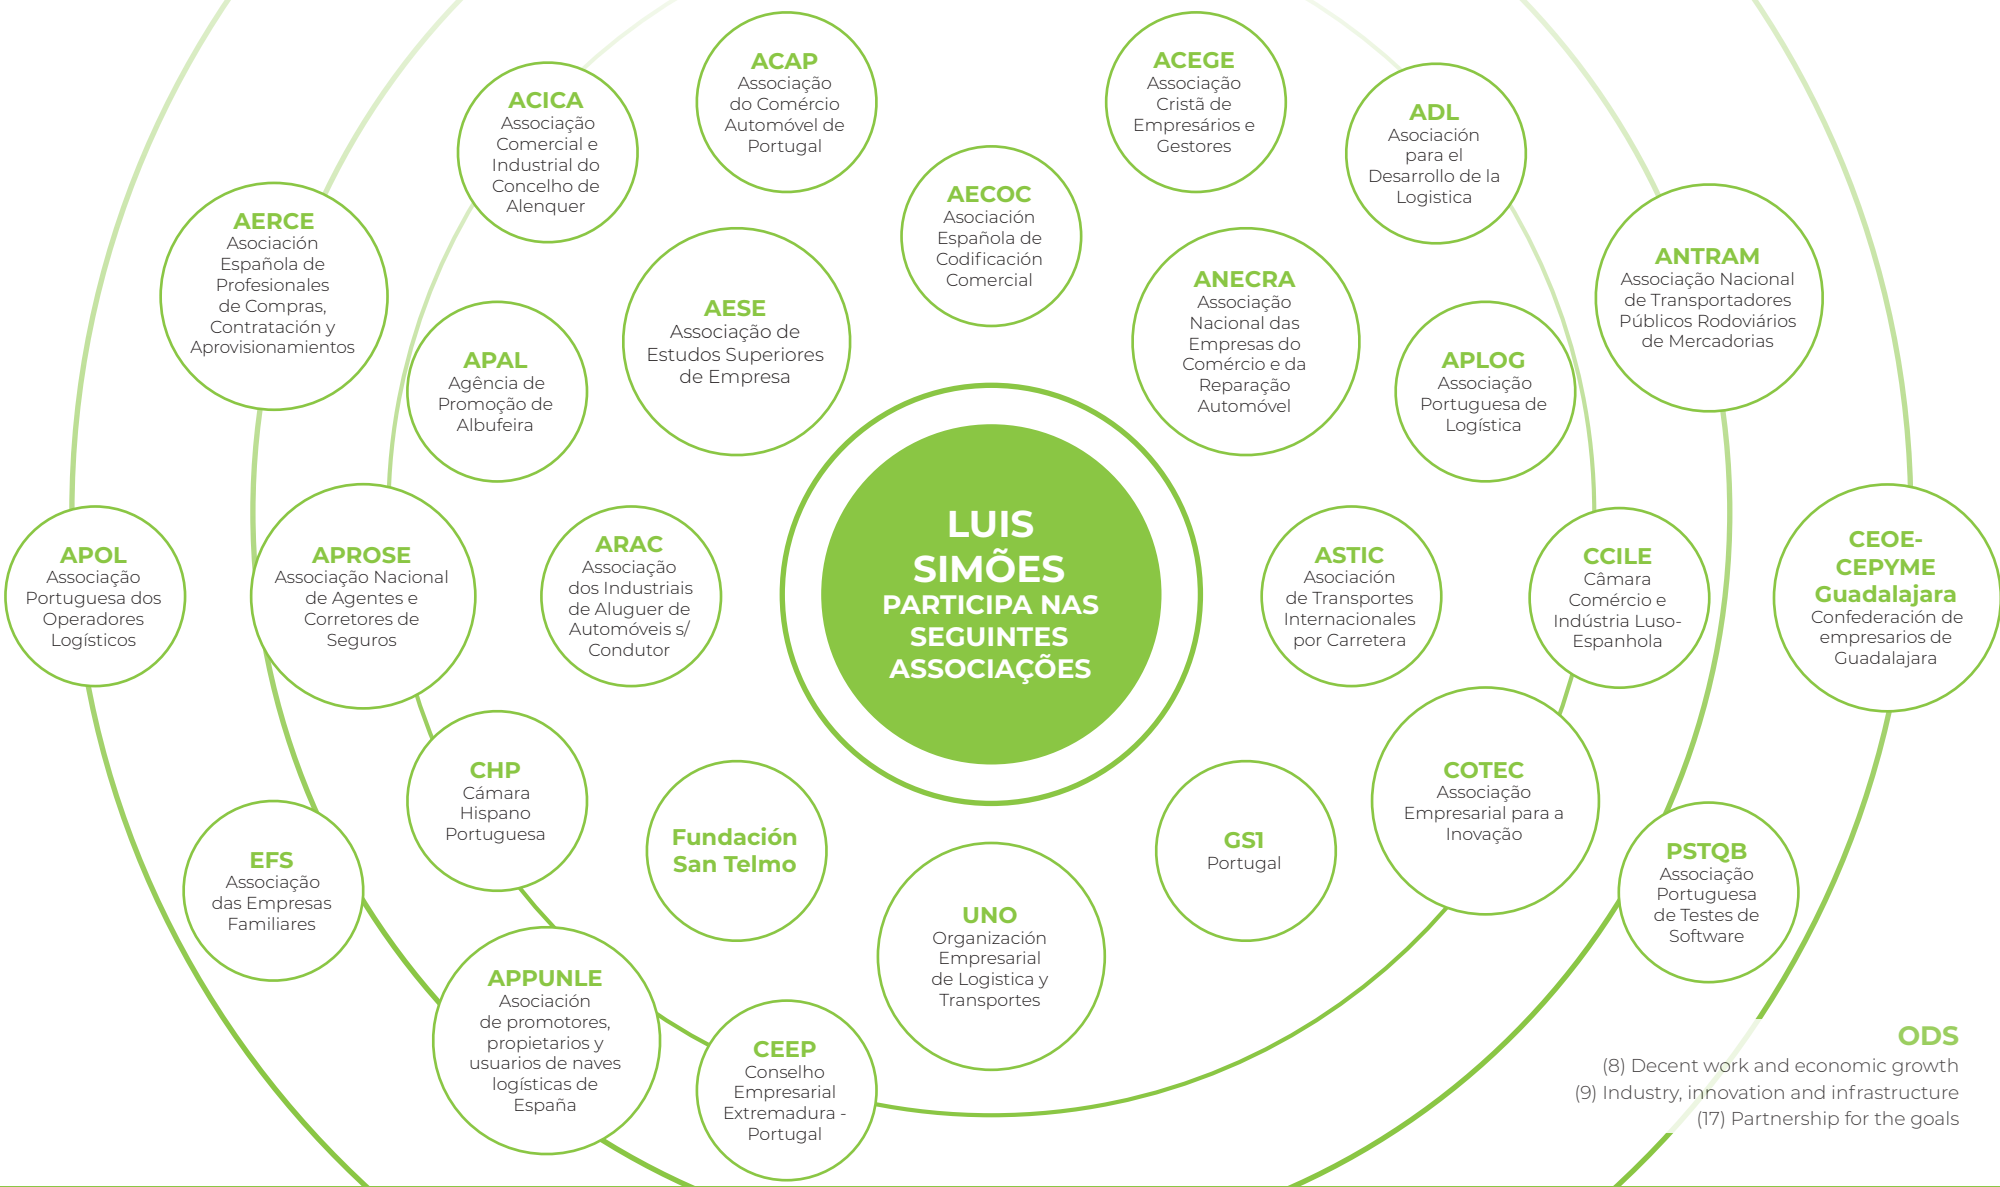 ACAP
Associação
do Comércio
Automóvel de
Portugal
ACEGE
Associação
Cristã de
Empresários e
Gestores
ACICA
Associação
Comercial e
Industrial do
Concelho de
Alenquer
ADL
Asociación
para el
Desarrollo de la
Logistica
AECOC
Asociación
Española de
Codificación
Comercial
AERCE
Asociación
Española de
Profesionales
de Compras,
Contratación y
Aprovisionamientos
ANTRAM
Associação Nacional
de Transportadores
Públicos Rodoviários
de Mercadorias
AESE
Associação de
Estudos Superiores
de Empresa
ANECRA
Associação
Nacional das
Empresas do
Comércio e da
Reparação
Automóvel
APAL
Agência de
Promoção de
Albufeira
APLOG
Associação
Portuguesa de
Logística
APOL
Associação
Portuguesa dos
Operadores
Logísticos
APROSE
Associação Nacional
de Agentes e
Corretores de
Seguros
ARAC
Associação
dos Industriais
de Aluguer de
Automóveis s/
Condutor
LUIS
SIMÕES
PARTICIPA NAS
SEGUINTES
ASSOCIAÇÕES
ASTIC
Asociación
de Transportes
Internacionales
por Carretera
CCILE
Câmara
Comércio e
Indústria Luso-
Espanhola
CEOE-
CEPYME
Guadalajara
Confederación de
empresarios de
Guadalajara
CHP
Cámara
Hispano
Portuguesa
Fundación
San Telmo
GS1
Portugal
COTEC
Associação
Empresarial para a
Inovação
EFS
Associação
das Empresas
Familiares
UNO
Organización
Empresarial
de Logistica y
Transportes
PSTQB
Associação
Portuguesa
de Testes de
Software
APPUNLE
Asociación
de promotores,
propietarios y
usuarios de naves
logísticas de
España
CEEP
Conselho
Empresarial
Extremadura -
Portugal
ODS
(8) Decent work and economic growth
(9) Industry, innovation and infrastructure
(17) Partnership for the goals